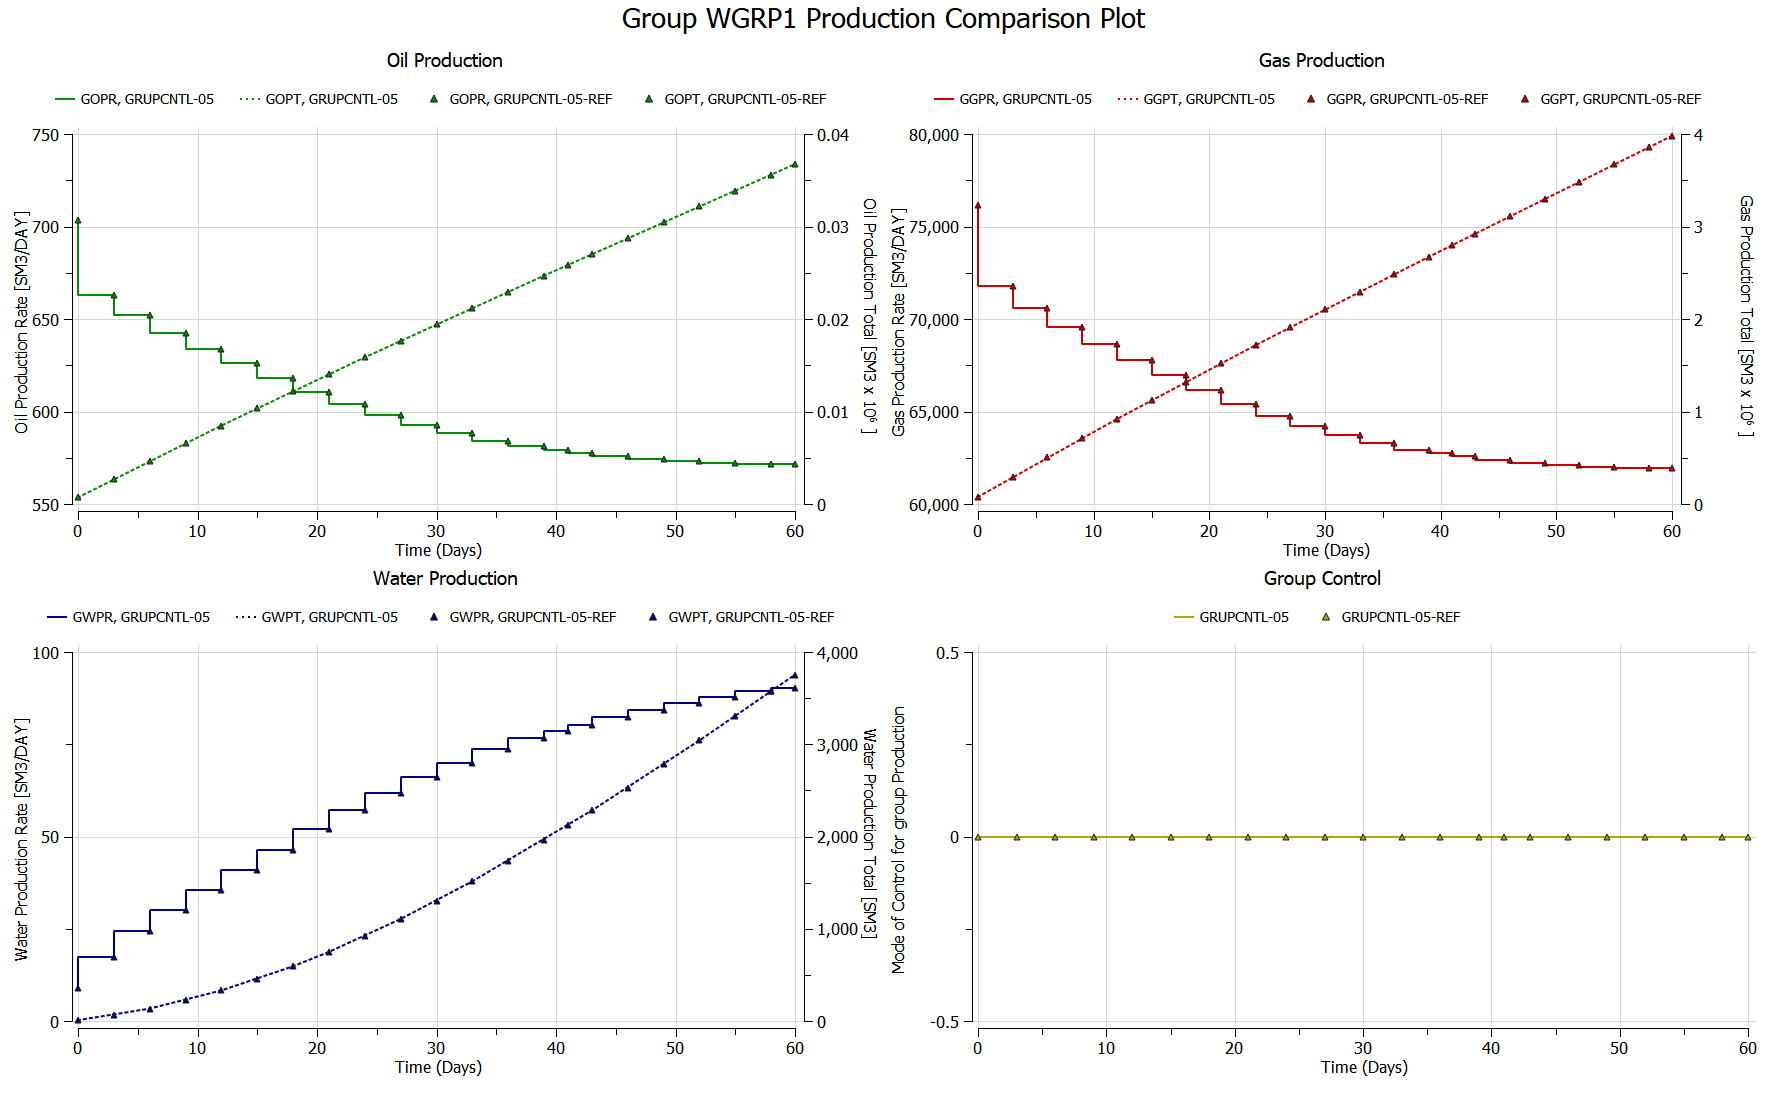 Group WGRP1 Production Comparison Plot
Oil Production
GOPR, GRUPCNTL-05 GOPT, GRUPCNTL-05 GOPR, GRUPCNTL-05-REF GOPT, GRUPCNTL-05-REF
750
700
650
600
550
Oil Production Rate [SM3/DAY]
0.04
0.03
0.02
0.01
0
Oil Production Total [SM3 x 10⁶ ]
0 10 20 30 40 50 60
Time (Days)
Gas Production
GGPR, GRUPCNTL-05 GGPT, GRUPCNTL-05 GGPR, GRUPCNTL-05-REF GGPT, GRUPCNTL-05-REF
80,000
75,000
70,000
65,000
60,000
Gas Production Rate [SM3/DAY]
4
3
2
1
0
Gas Production Total [SM3 x 10⁶ ]
0 10 20 30 40 50 60
Time (Days)
Water Production
GWPR, GRUPCNTL-05 GWPT, GRUPCNTL-05 GWPR, GRUPCNTL-05-REF GWPT, GRUPCNTL-05-REF
100
50
0
Water Production Rate [SM3/DAY]
4,000
3,000
2,000
1,000
0
Water Production Total [SM3]
0 10 20 30 40 50 60
Time (Days)
Group Control
GRUPCNTL-05 GRUPCNTL-05-REF
0.5
0
-0.5
Mode of Control for group Production
0 10 20 30 40 50 60
Time (Days)